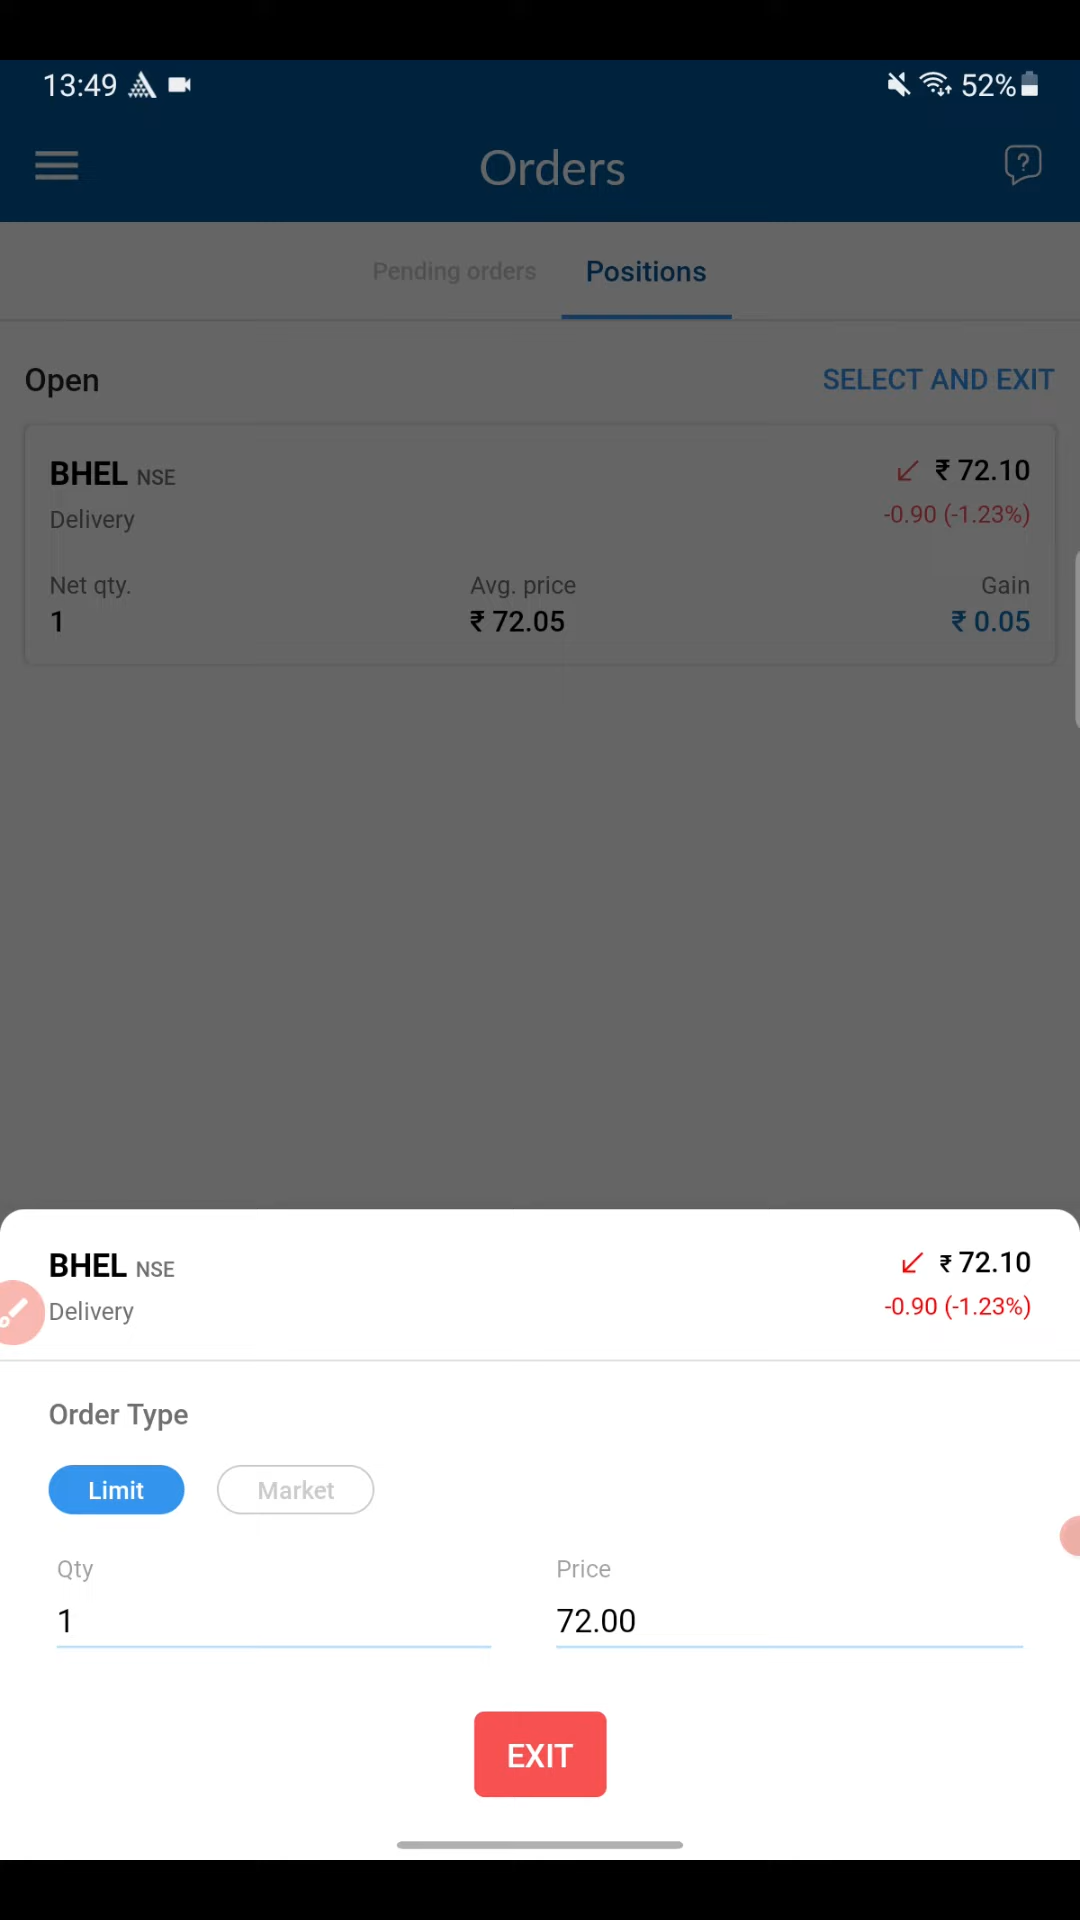 13:49 52%
Orders
Pending orders Positions
Open SELECT AND EXIT
BHEL NSE ₹ 72.10
Delivery -0.90 (-1.23%)
Net qty. Avg. price Gain
1 ₹ 72.05 ₹ 0.05
BHEL NSE ₹ 72.10
Delivery -0.90 (-1.23%)
Order Type
Limit Market
Qty Price
1 72.00
EXIT